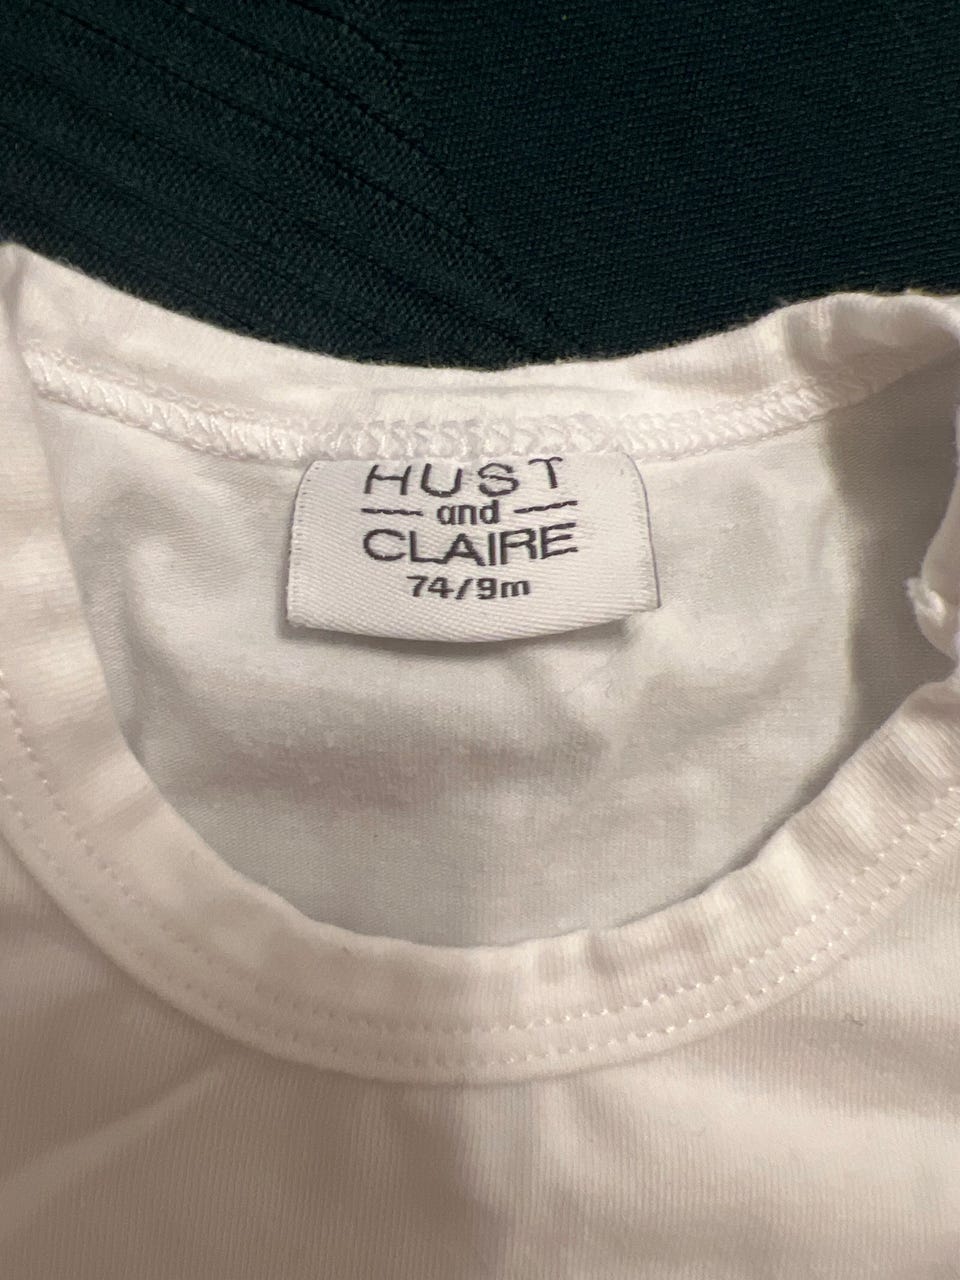 HUST
and
CLAIRE
74/9m